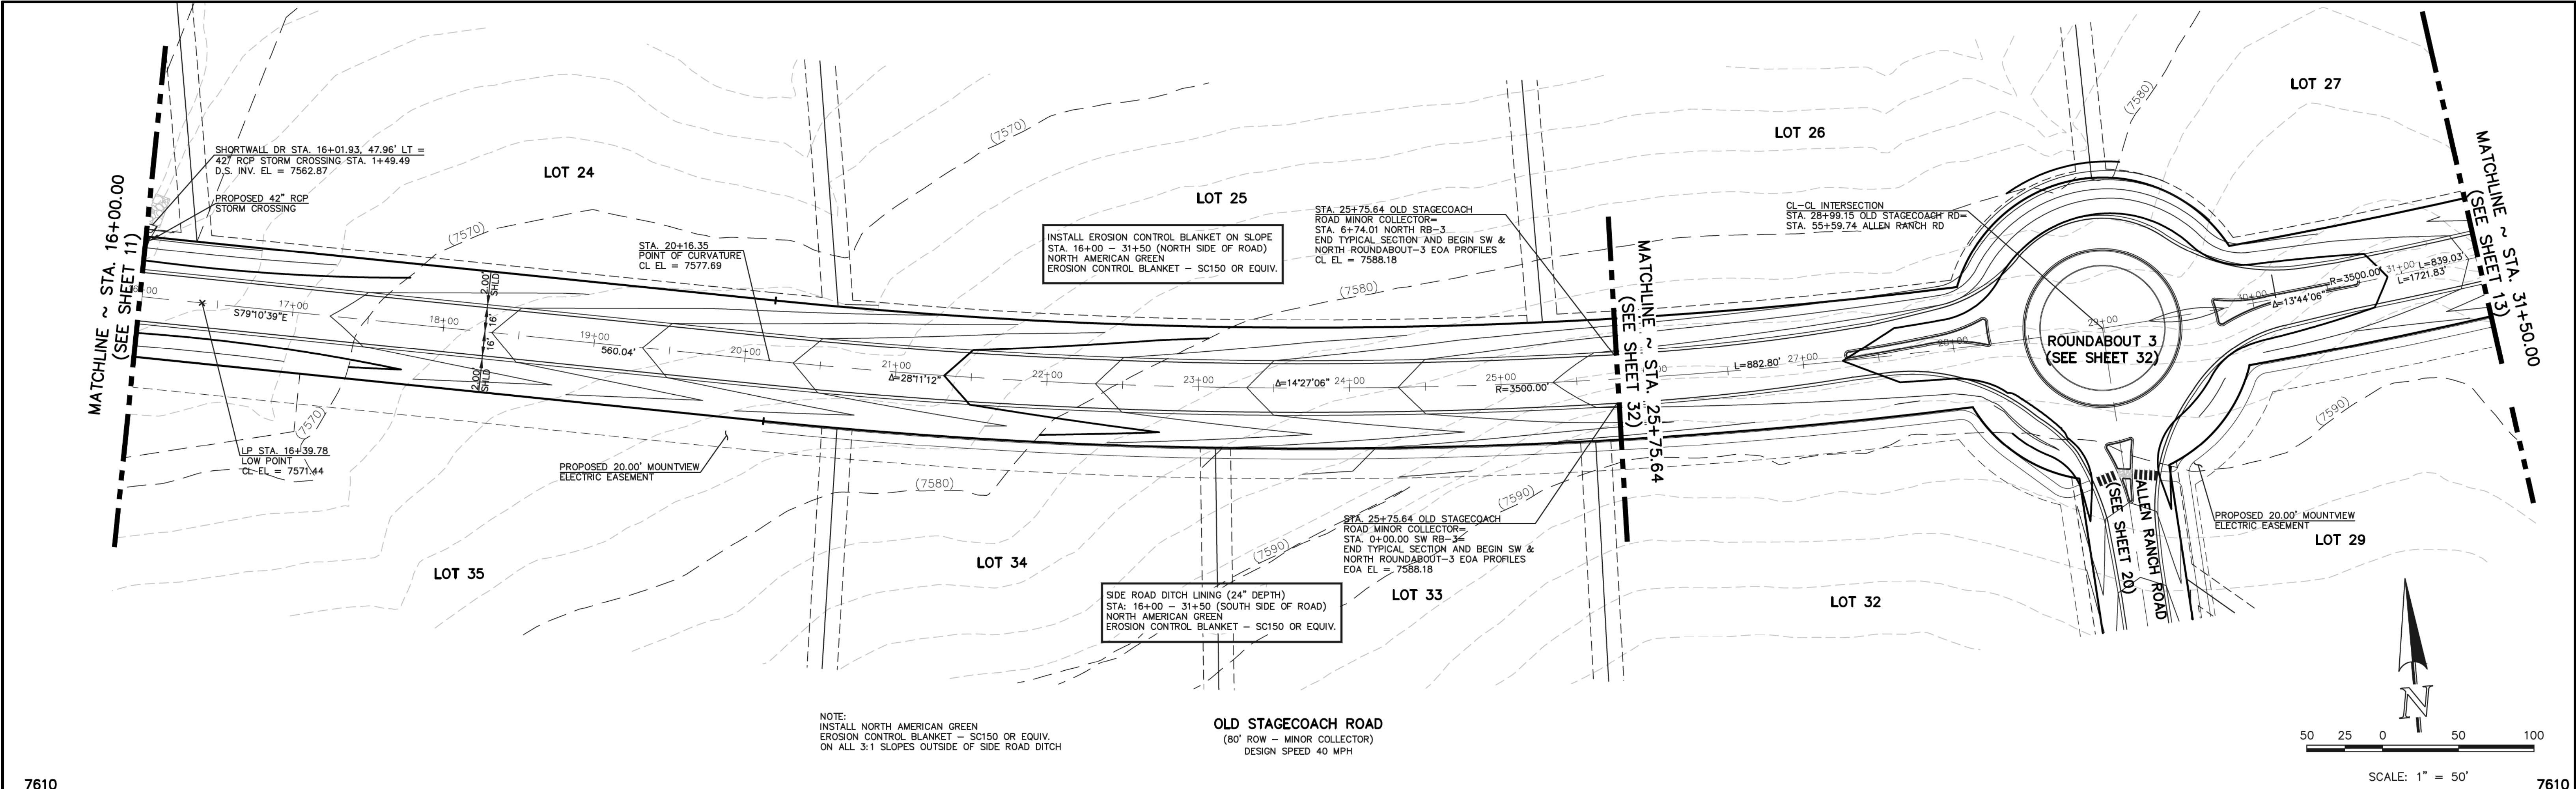 MATCHLINE ~ STA. 16+00.00
(SEE SHEET 11)
SHORTWALL DR STA. 16+01.93, 47.96' LT =
42" RCP STORM CROSSING STA. 1+49.49
D.S. INV. EL = 7562.87
PROPOSED 42" RCP
STORM CROSSING
LOT 24
(7570)
(7570)
STA. 20+16.35
POINT OF CURVATURE
CL EL = 7577.69
LOT 25
INSTALL EROSION CONTROL BLANKET ON SLOPE
STA. 16+00 – 31+50 (NORTH SIDE OF ROAD)
NORTH AMERICAN GREEN
EROSION CONTROL BLANKET – SC150 OR EQUIV.
STA. 25+75.64 OLD STAGECOACH
ROAD MINOR COLLECTOR=
STA. 6+74.01 NORTH RB-3
END TYPICAL SECTION AND BEGIN SW &
NORTH ROUNDABOUT-3 EOA PROFILES
CL EL = 7588.18
(7580)
LOT 26
CL-CL INTERSECTION
STA. 28+99.15 OLD STAGECOACH RD=
STA. 55+59.74 ALLEN RANCH RD
(7580)
LOT 27
MATCHLINE ~ STA. 31+50.00
(SEE SHEET 13)
17+00
S79°10'39"E
18+00
2.00'
SHLD
16'
16'
2.00'
SHLD
19+00
560.04'
20+00
21+00
Δ=28°11'12"
22+00
23+00
Δ=14°27'06"
24+00
25+00
R=3500.00'
MATCHLINE ~ STA. 25+75.64
(SEE SHEET 32)
L=882.80'
27+00
28+00
29+00
ROUNDABOUT 3
(SEE SHEET 32)
30+00
Δ=13°44'06"
R=3500.00'
31+00
L=839.03'
L=1721.83'
(7570)
LP STA. 16+39.78
LOW POINT
CL EL = 7571.44
PROPOSED 20.00' MOUNTVIEW
ELECTRIC EASEMENT
(7580)
(7590)
(7590)
STA. 25+75.64 OLD STAGECOACH
ROAD MINOR COLLECTOR=
STA. 0+00.00 SW RB-3=
END TYPICAL SECTION AND BEGIN SW &
NORTH ROUNDABOUT-3 EOA PROFILES
EOA EL = 7588.18
(7590)
ALLEN RANCH ROAD
(SEE SHEET 20)
PROPOSED 20.00' MOUNTVIEW
ELECTRIC EASEMENT
LOT 29
LOT 35
LOT 34
LOT 33
LOT 32
SIDE ROAD DITCH LINING (24" DEPTH)
STA: 16+00 – 31+50 (SOUTH SIDE OF ROAD)
NORTH AMERICAN GREEN
EROSION CONTROL BLANKET – SC150 OR EQUIV.
NOTE:
INSTALL NORTH AMERICAN GREEN
EROSION CONTROL BLANKET – SC150 OR EQUIV.
ON ALL 3:1 SLOPES OUTSIDE OF SIDE ROAD DITCH
OLD STAGECOACH ROAD
(80' ROW – MINOR COLLECTOR)
DESIGN SPEED 40 MPH
N
50 25 0 50 100
SCALE: 1" = 50'
7610
7610